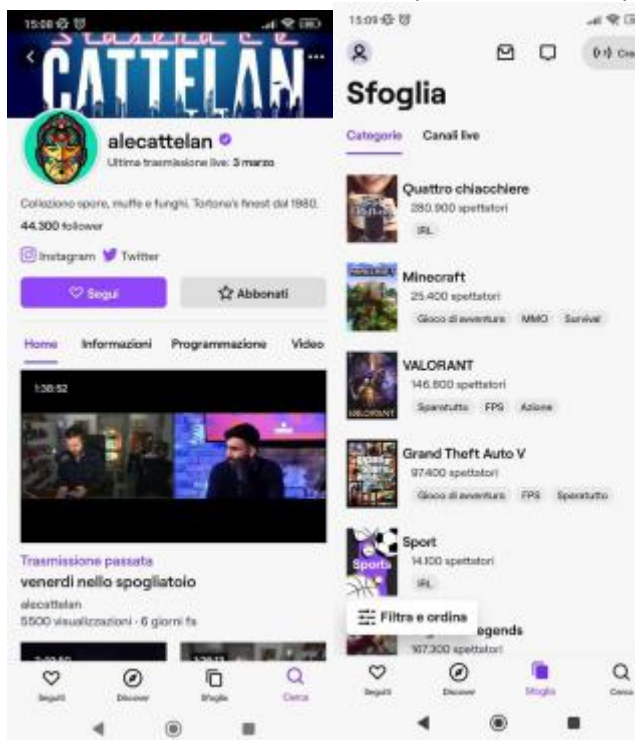 15:08
Stasera c'è
CATTELAN
alecattelan
Ultima trasmissione live: 3 marzo
Colleziono spore, muffe e funghi. Tortona's finest dal 1980.
44.300 follower
Instagram Twitter
Segui
Abbonati
Home Informazioni Programmazione Video
1:38:52
Trasmissione passata
venerdì nello spogliatoio
alecattelan
5500 visualizzazioni · 6 giorni fa
Seguiti Discover Sfoglia Cerca
15:09
Sfoglia
Categorie Canali live
Quattro chiacchiere
280.900 spettatori
IRL
Minecraft
25.400 spettatori
Gioco di avventura MMO Survival
VALORANT
VALORANT
146.800 spettatori
Sparatutto FPS Azione
Grand Theft Auto V
97.400 spettatori
Gioco di avventura FPS Sparatutto
Sport
Sports
14.100 spettatori
IRL
Filtra e ordina
egends
167.300 spettatori
Seguiti Discover Sfoglia Cerca